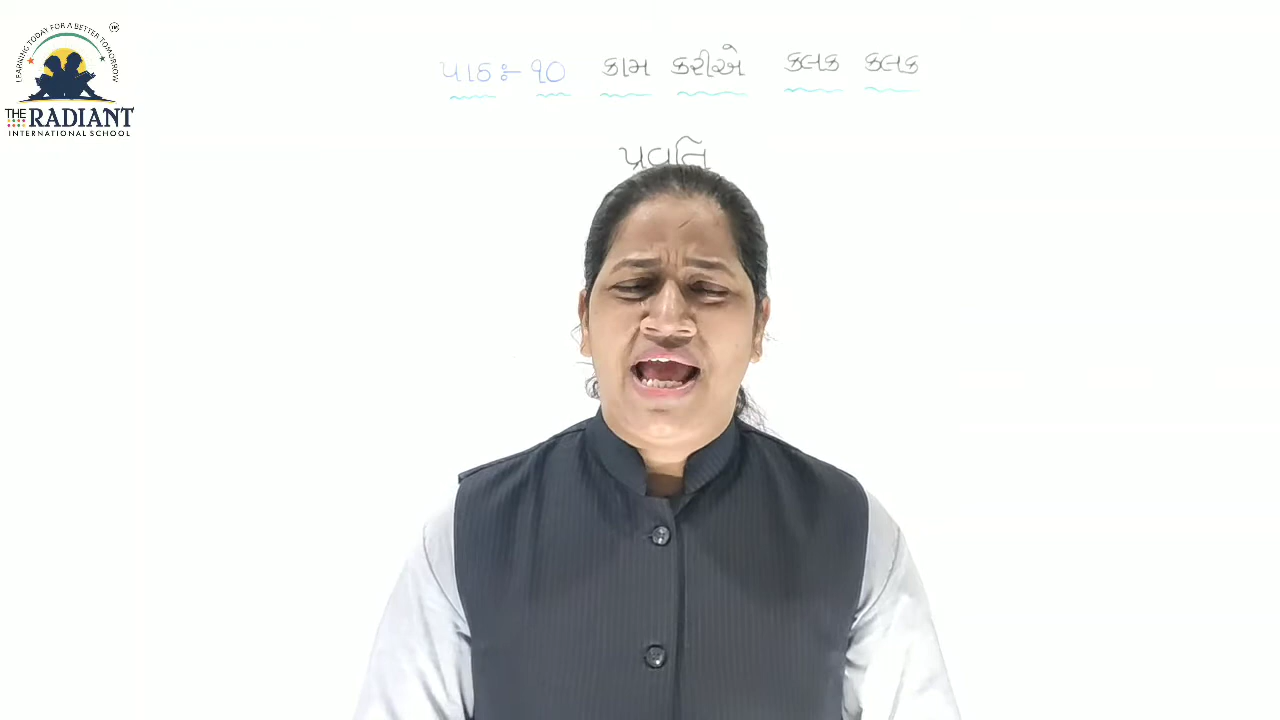 LEARNING TODAY FOR A BETTER TOMORROW
THE RADIANT
INTERNATIONAL SCHOOL
પાઠ :- ૧૦ કામ કરીએ કલક કલક
પ્રવૃતિ